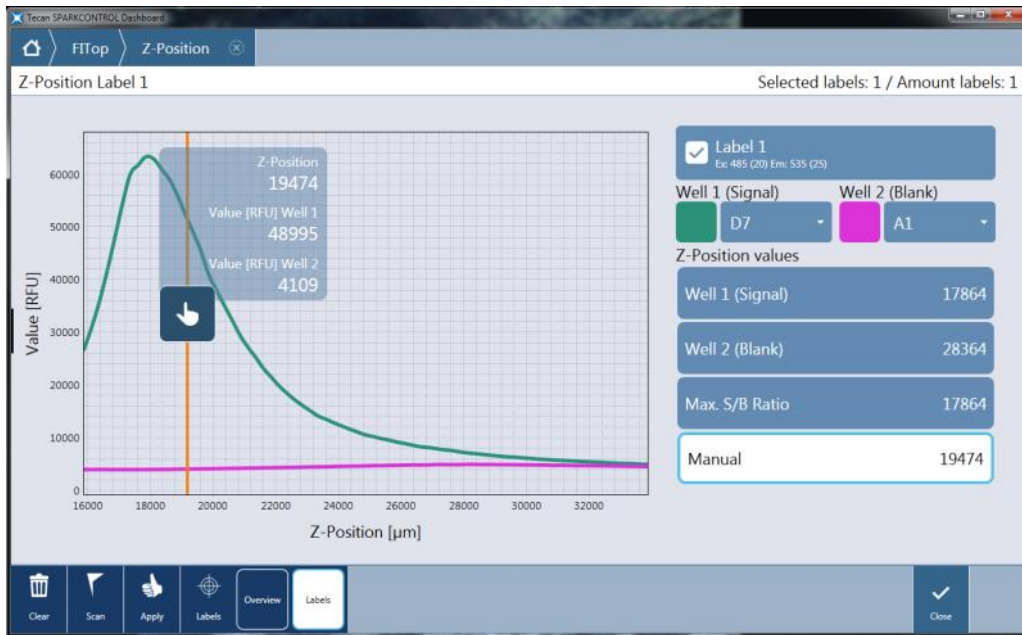 Tecan SPARKCONTROL Dashboard
FITop
Z-Position
Z-Position Label 1
Selected labels: 1 / Amount labels: 1
Value [RFU]
60000
50000
40000
30000
20000
10000
0
16000 18000 20000 22000 24000 26000 28000 30000 32000
Z-Position [µm]
Z-Position
19474
Value [RFU] Well 1
48995
Value [RFU] Well 2
4109
Label 1
Ex: 485 (20) Em: 535 (25)
Well 1 (Signal) Well 2 (Blank)
D7 A1
Z-Position values
Well 1 (Signal) 17864
Well 2 (Blank) 28364
Max. S/B Ratio 17864
Manual 19474
Clear Scan Apply Labels Overview Labels Close